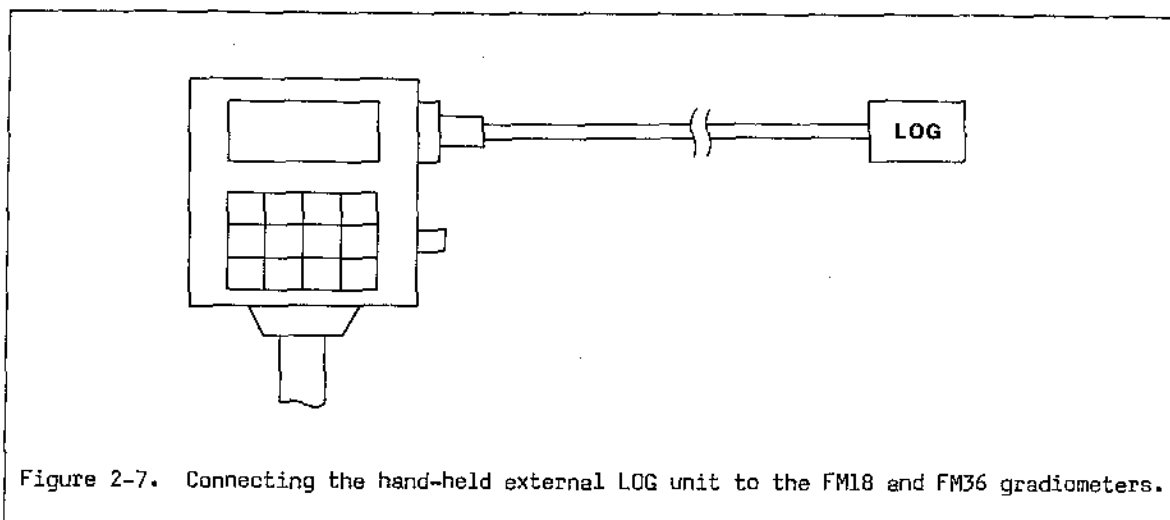 LOG
Figure 2-7. Connecting the hand-held external LOG unit to the FM18 and FM36 gradiometers.